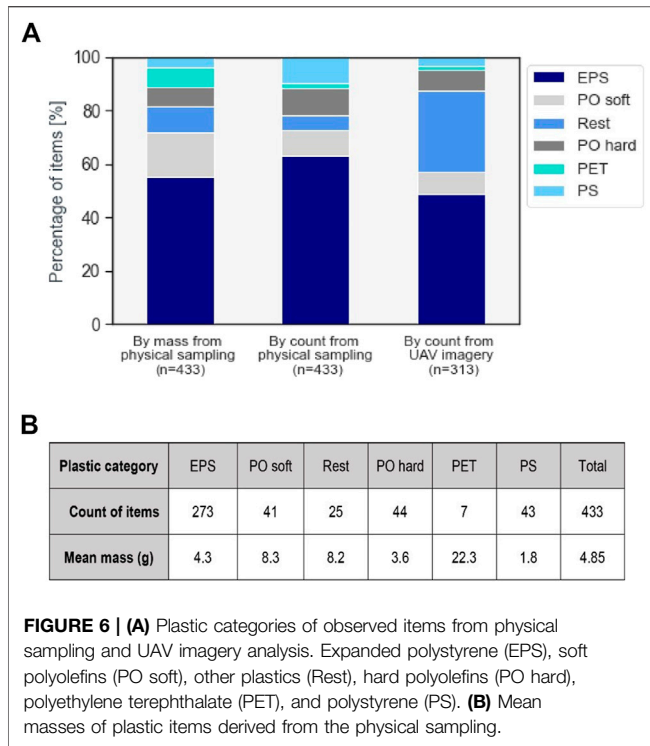 A
Percentage of items [%]
100
80
60
40
20
0
EPS
PO soft
Rest
PO hard
PET
PS
By mass from
physical sampling
(n=433)
By count from
physical sampling
(n=433)
By count from
UAV imagery
(n=313)
B
Plastic category EPS PO soft Rest PO hard PET PS Total
Count of items 273 41 25 44 7 43 433
Mean mass (g) 4.3 8.3 8.2 3.6 22.3 1.8 4.85
FIGURE 6 | (A) Plastic categories of observed items from physical
sampling and UAV imagery analysis. Expanded polystyrene (EPS), soft
polyolefins (PO soft), other plastics (Rest), hard polyolefins (PO hard),
polyethylene terephthalate (PET), and polystyrene (PS). (B) Mean
masses of plastic items derived from the physical sampling.